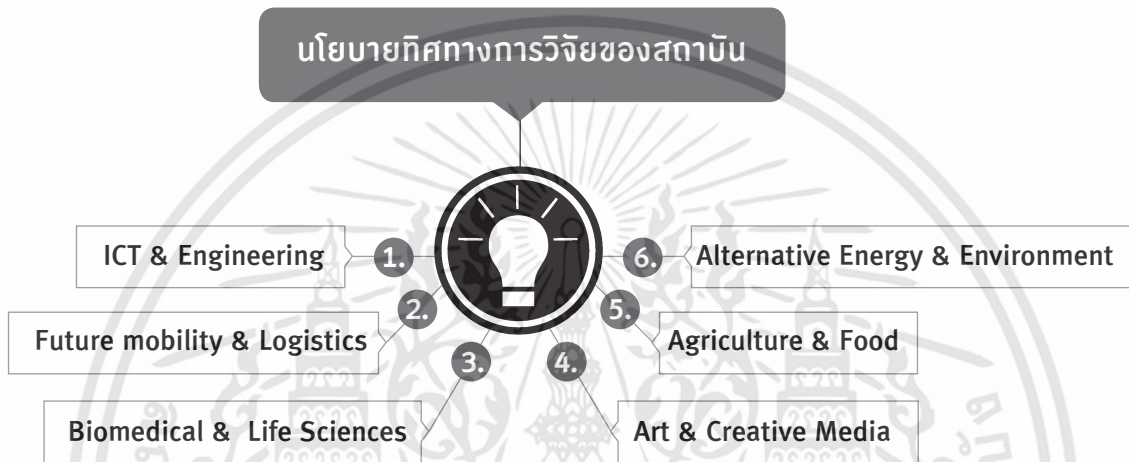 นโยบายทิศทางการวิจัยของสถาบัน
1. ICT & Engineering
2. Future mobility & Logistics
3. Biomedical & Life Sciences
4. Art & Creative Media
5. Agriculture & Food
6. Alternative Energy & Environment